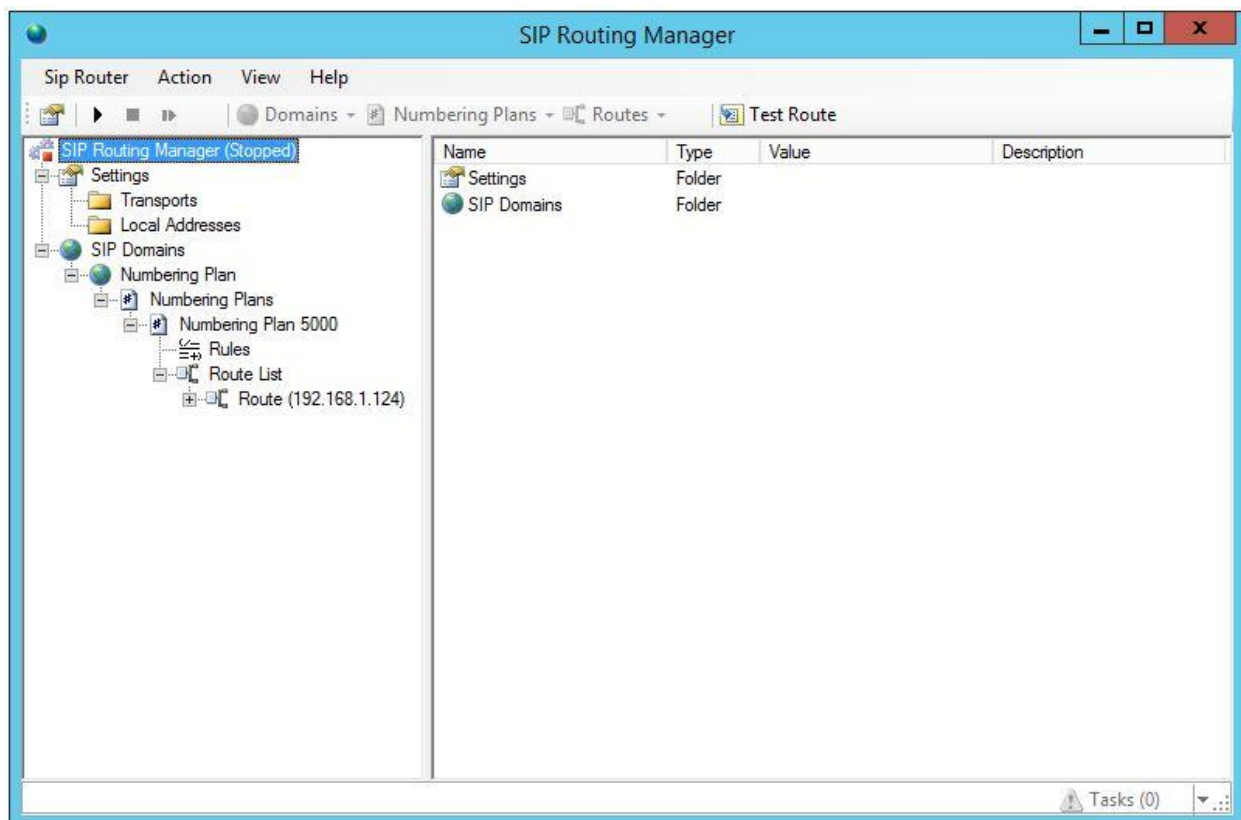 SIP Routing Manager
Sip Router Action View Help
Domains Numbering Plans Routes Test Route
SIP Routing Manager (Stopped)
Settings
Transports
Local Addresses
SIP Domains
Numbering Plan
Numbering Plans
Numbering Plan 5000
Rules
Route List
Route (192.168.1.124)
Name Type Value Description
Settings Folder
SIP Domains Folder
Tasks (0)